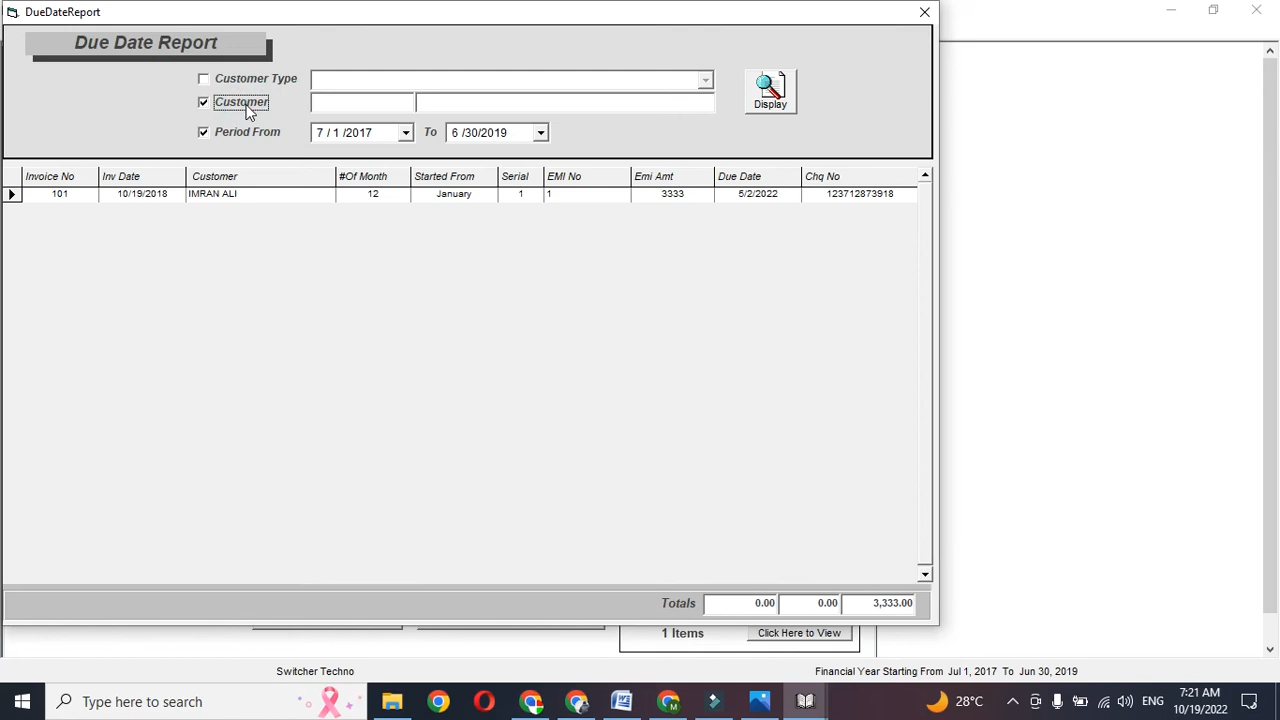 DueDateReport
Due Date Report
Customer Type
Customer
Display
Period From 7 / 1 /2017 To 6 /30/2019
Invoice No Inv Date Customer #Of Month Started From Serial EMI No Emi Amt Due Date Chq No
101 10/19/2018 IMRAN ALI 12 January 1 1 3333 5/2/2022 123712873918
Totals 0.00 0.00 3,333.00
1 Items Click Here to View
Switcher Techno Financial Year Starting From Jul 1, 2017 To Jun 30, 2019
Type here to search 28°C ENG 7:21 AM
10/19/2022